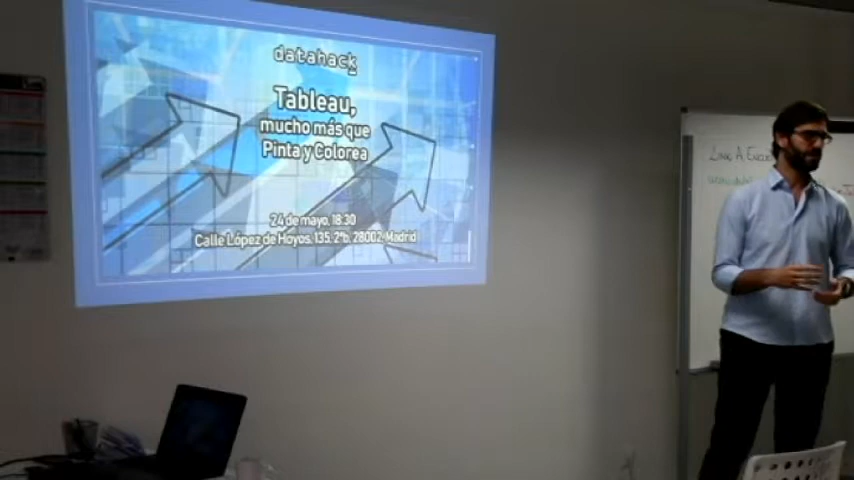 datahack
Tableau,
mucho más que
Pinta y Colorea
24 de mayo, 18:30
Calle López de Hoyos, 135, 2ºb, 28002, Madrid